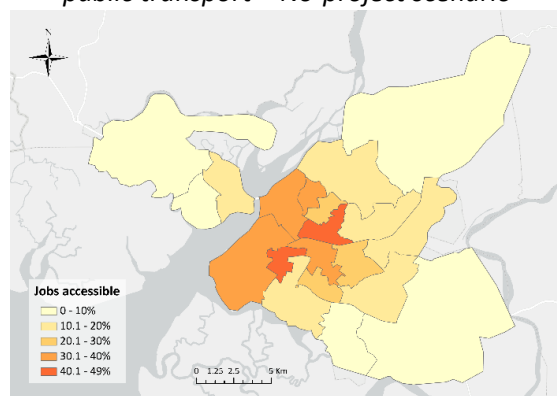 public transport – No-project scenario
N
Jobs accessible
0 - 10%
10.1 - 20%
20.1 - 30%
30.1 - 40%
40.1 - 49%
0 1.25 2.5 5 Km